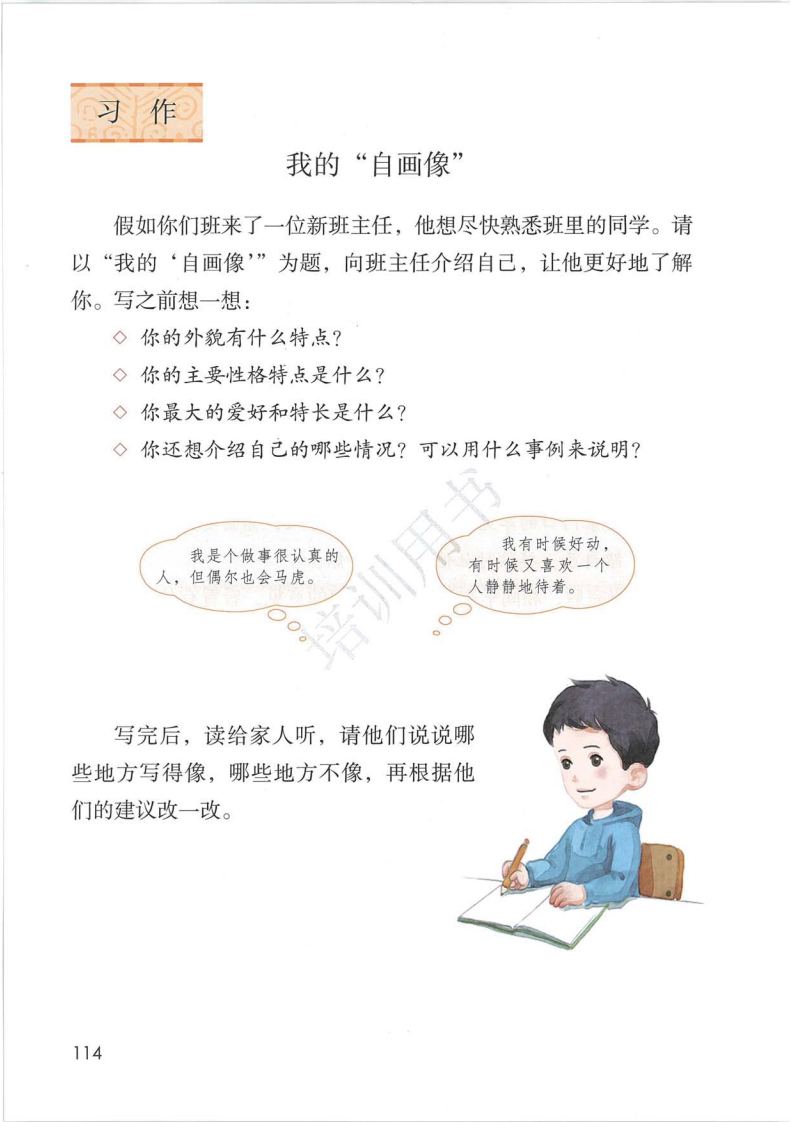 习 作
我的“自画像”
假如你们班来了一位新班主任，他想尽快熟悉班里的同学。请
以“我的‘自画像’”为题，向班主任介绍自己，让他更好地了解
你。写之前想一想：
◇ 你的外貌有什么特点？
◇ 你的主要性格特点是什么？
◇ 你最大的爱好和特长是什么？
◇ 你还想介绍自己的哪些情况？可以用什么事例来说明？
我是个做事很认真的
人，但偶尔也会马虎。
我有时候好动，
有时候又喜欢一个
人静静地待着。
培训用书
写完后，读给家人听，请他们说说哪
些地方写得像，哪些地方不像，再根据他
们的建议改一改。
114